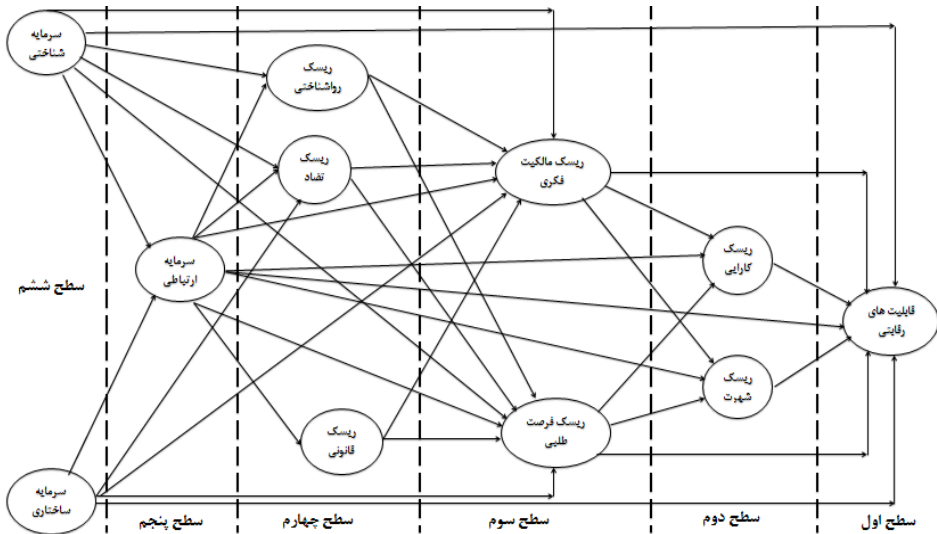 سرمایه
شناختی
ریسک
رواشناختی
ریسک
تضاد
ریسک مالکیت
فکری
سرمایه
ارتباطی
ریسک
کارایی
سطح ششم
قابلیت های
رقابتی
ریسک
شهرت
ریسک
قانونی
ریسک فرصت
طلبی
سرمایه
ساختاری
سطح پنجم
سطح چهارم
سطح سوم
سطح دوم
سطح اول